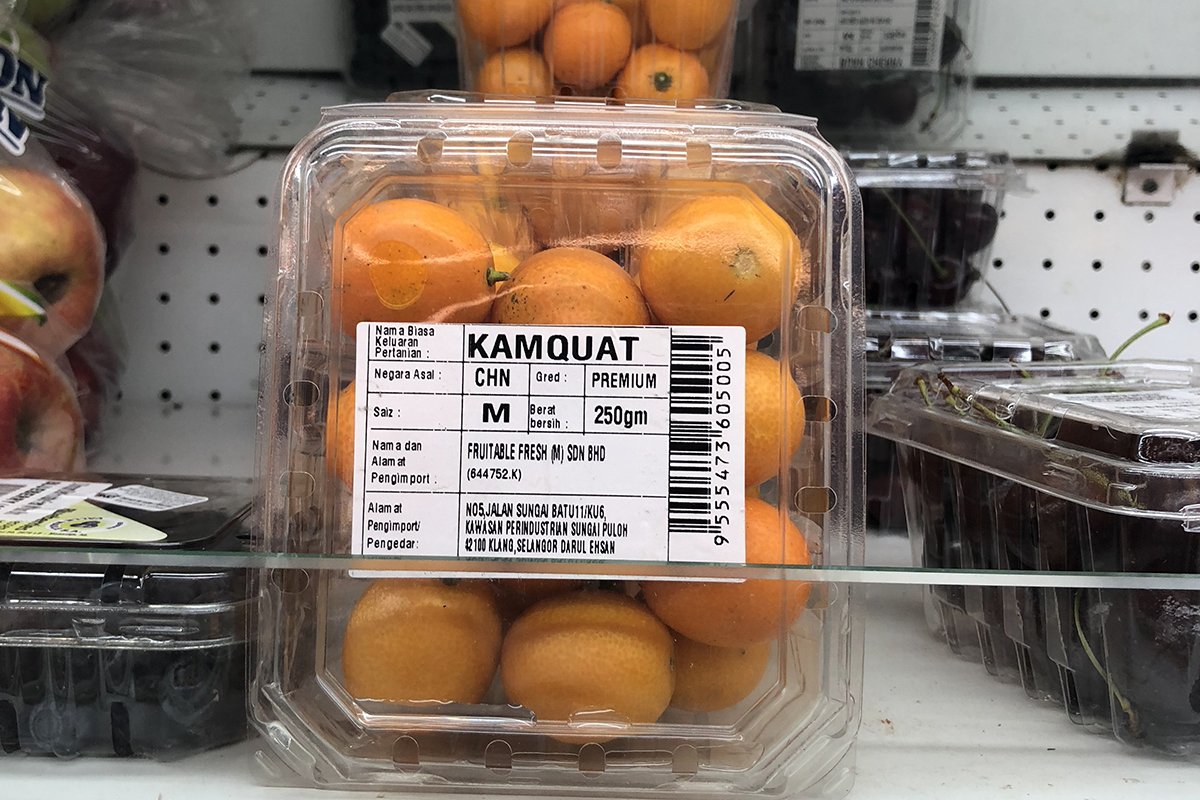 ON
Nama Biasa
Keluaran
Pertanian :
KAMQUAT
Negara Asal :
CHN
Gred :
PREMIUM
Saiz :
M
Berat
bersih :
250gm
Nama dan
Alamat
Pengimport :
FRUITABLE FRESH (M) SDN BHD
(644752.K)
Alamat
Pengimport/
Pengedar:
NO5,JALAN SUNGAI BATU11/KU6,
KAWASAN PERINDUSTRIAN SUNGAI PULOH
42100 KLANG,SELANGOR DARUL EHSAN
9555473605005